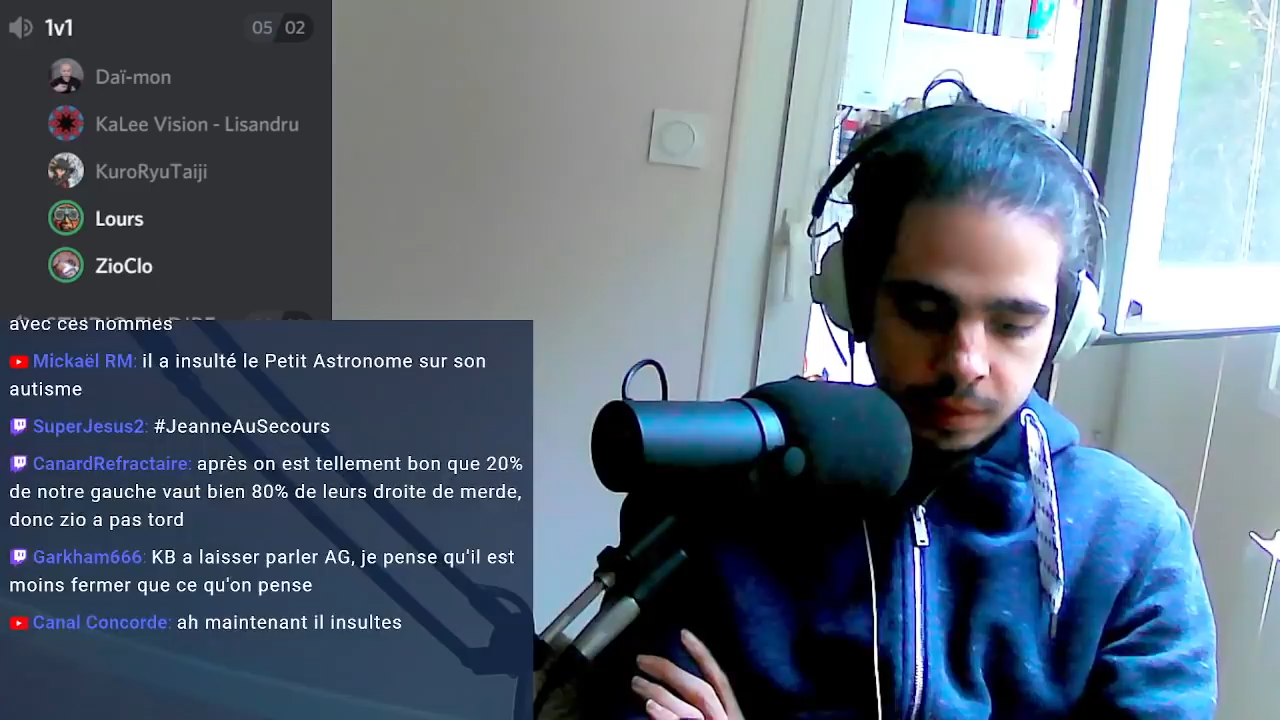 1v1
05 02
Daï-mon
KaLee Vision - Lisandru
KuroRyuTaiji
Lours
ZioClo
avec ces hommes
Mickaël RM: il a insulté le Petit Astronome sur son
autisme
SuperJesus2: #JeanneAuSecours
CanardRefractaire: après on est tellement bon que 20%
de notre gauche vaut bien 80% de leurs droite de merde,
donc zio a pas tord
Garkham666: KB a laisser parler AG, je pense qu'il est
moins fermer que ce qu'on pense
Canal Concorde: ah maintenant il insultes